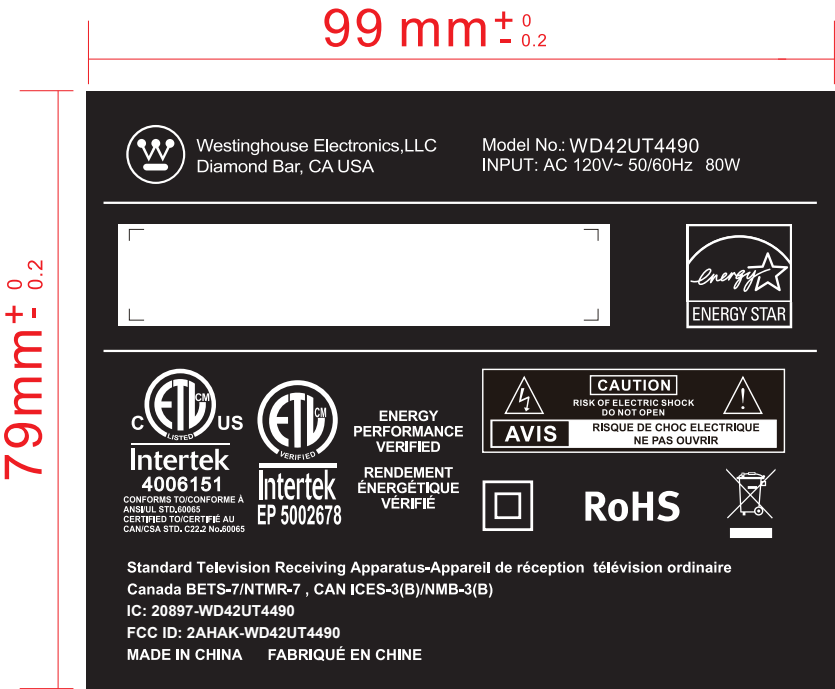 99 mm + 0
- 0.2
79mm + 0
- 0.2
Westinghouse Electronics,LLC
Diamond Bar, CA USA
Model No.: WD42UT4490
INPUT: AC 120V~ 50/60Hz 80W
energy
ENERGY STAR
ETL CM
C US
LISTED
Intertek
4006151
CONFORMS TO/CONFORME À
ANSI/UL STD.60065
CERTIFIED TO/CERTIFIÉ AU
CAN/CSA STD. C22.2 No.60065
ETL CM
VERIFIED
Intertek
EP 5002678
ENERGY
PERFORMANCE
VERIFIED
RENDEMENT
ÉNERGÉTIQUE
VÉRIFIÉ
CAUTION
RISK OF ELECTRIC SHOCK
DO NOT OPEN
AVIS
RISQUE DE CHOC ELECTRIQUE
NE PAS OUVRIR
RoHS
Standard Television Receiving Apparatus-Appareil de réception télévision ordinaire
Canada BETS-7/NTMR-7 , CAN ICES-3(B)/NMB-3(B)
IC: 20897-WD42UT4490
FCC ID: 2AHAK-WD42UT4490
MADE IN CHINA FABRIQUÉ EN CHINE